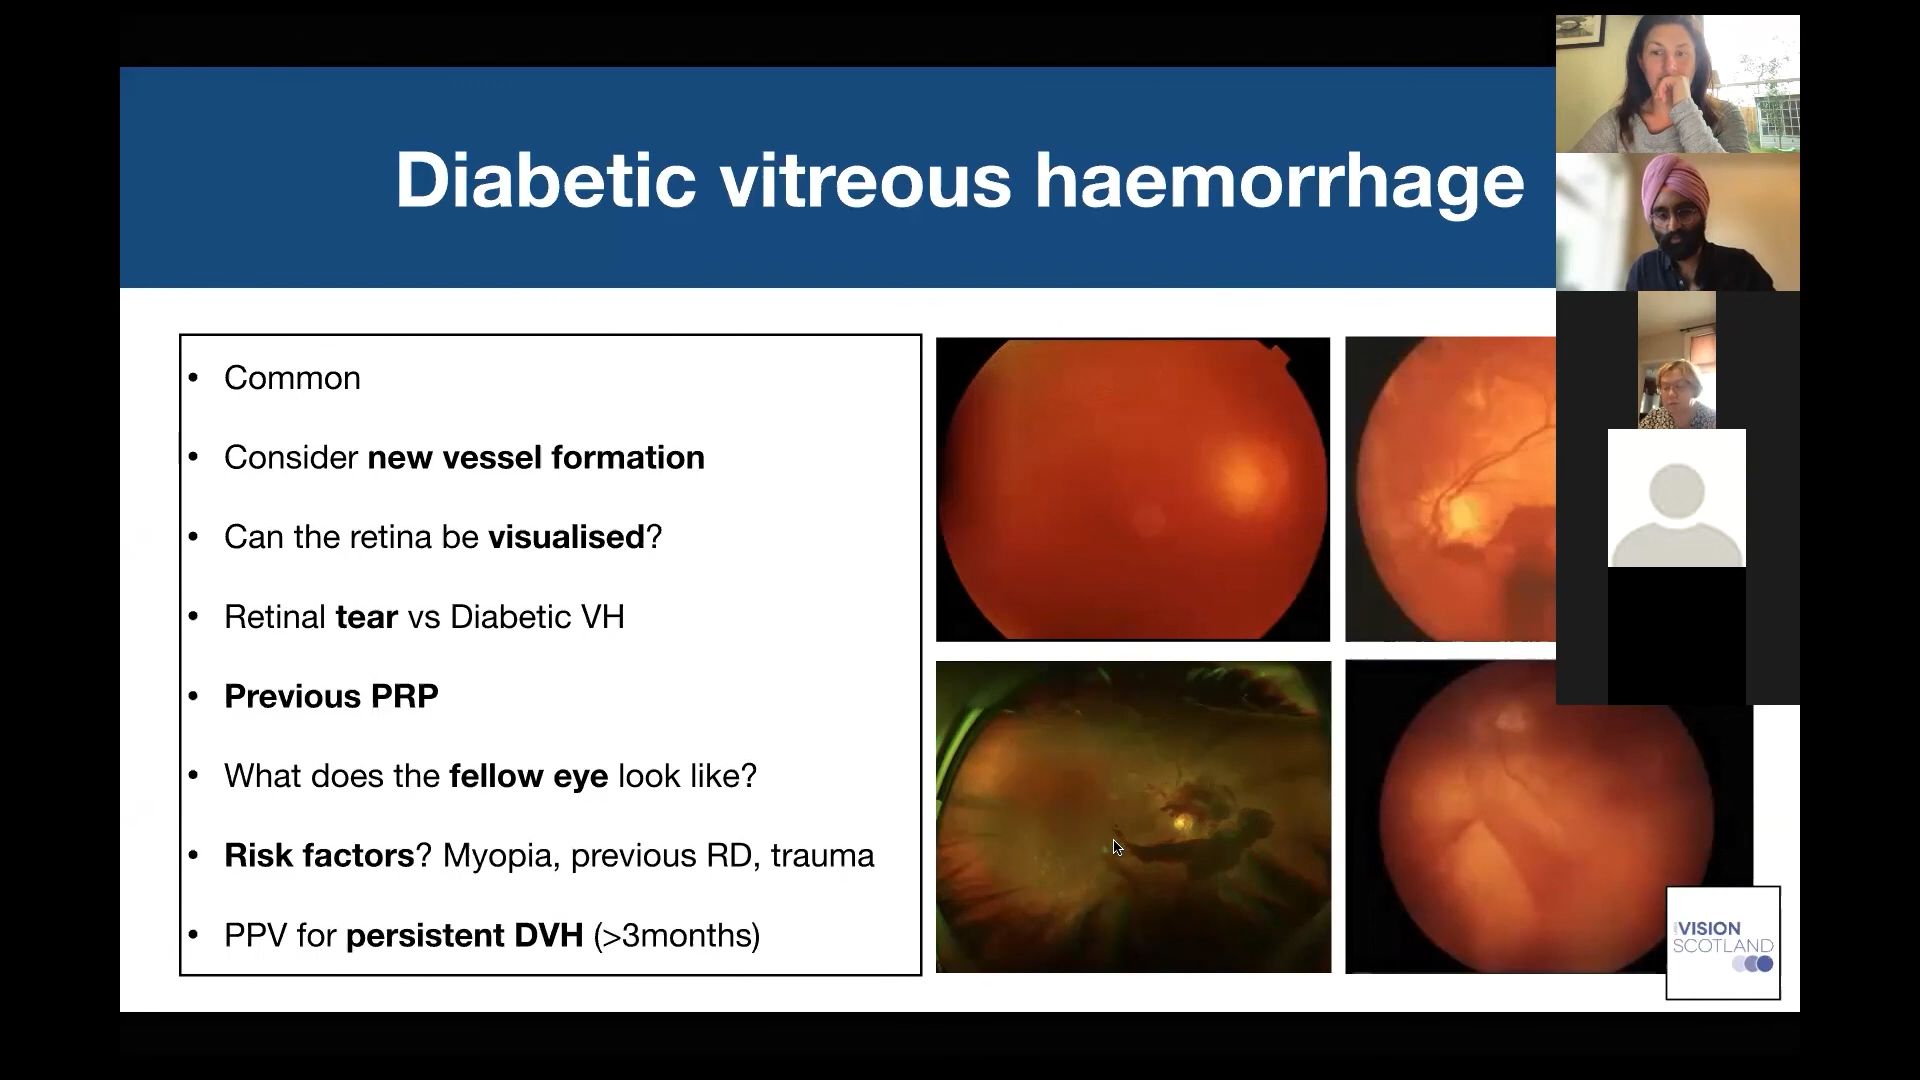 Diabetic vitreous haemorrhage
• Common
• Consider new vessel formation
• Can the retina be visualised?
• Retinal tear vs Diabetic VH
• Previous PRP
• What does the fellow eye look like?
• Risk factors? Myopia, previous RD, trauma
• PPV for persistent DVH (>3months)
VISION
SCOTLAND